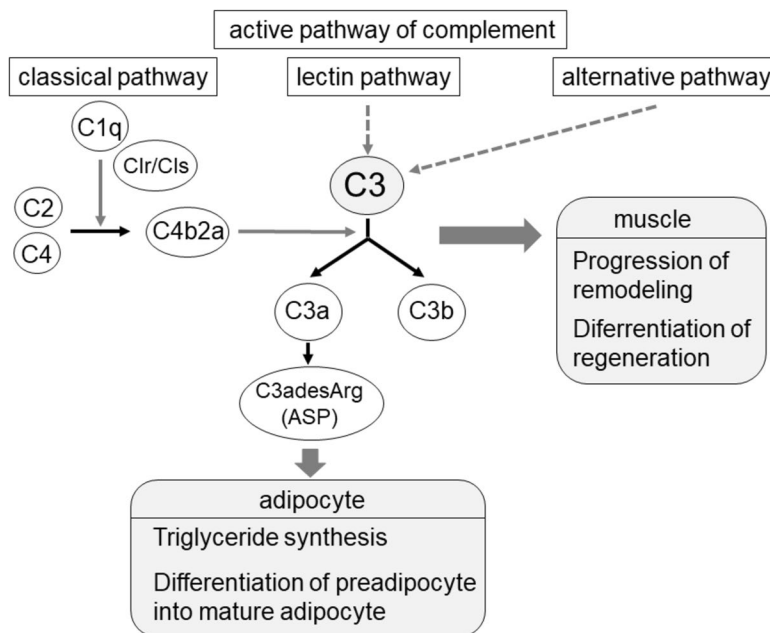 active pathway of complement
classical pathway
lectin pathway
alternative pathway
C1q
Clr/Cls
C2
C4
C4b2a
C3
C3a
C3b
C3adesArg
(ASP)
muscle
Progression of
remodeling
Diferrentiation of
regeneration
adipocyte
Triglyceride synthesis
Differentiation of preadipocyte
into mature adipocyte